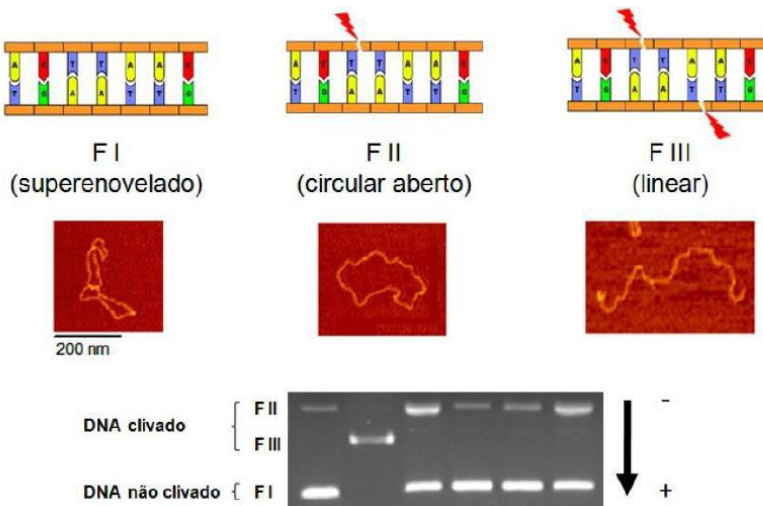 A C T T A A C
T G A A T T G
A C T T A A C
T G A A T T G
A C T T A A C
T G A A T T G
F I
(superenovelado)
F II
(circular aberto)
F III
(linear)
200 nm
DNA clivado
F II
F III
DNA não clivado
F I
-
+